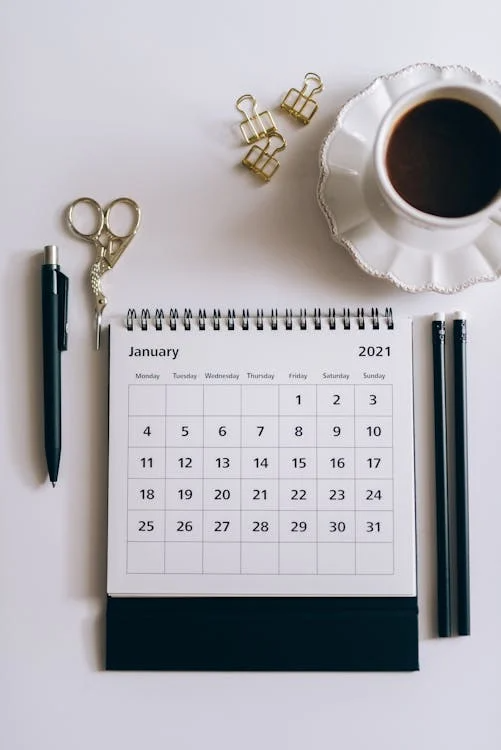 January 2021
Monday Tuesday Wednesday Thursday Friday Saturday Sunday
1 2 3
4 5 6 7 8 9 10
11 12 13 14 15 16 17
18 19 20 21 22 23 24
25 26 27 28 29 30 31